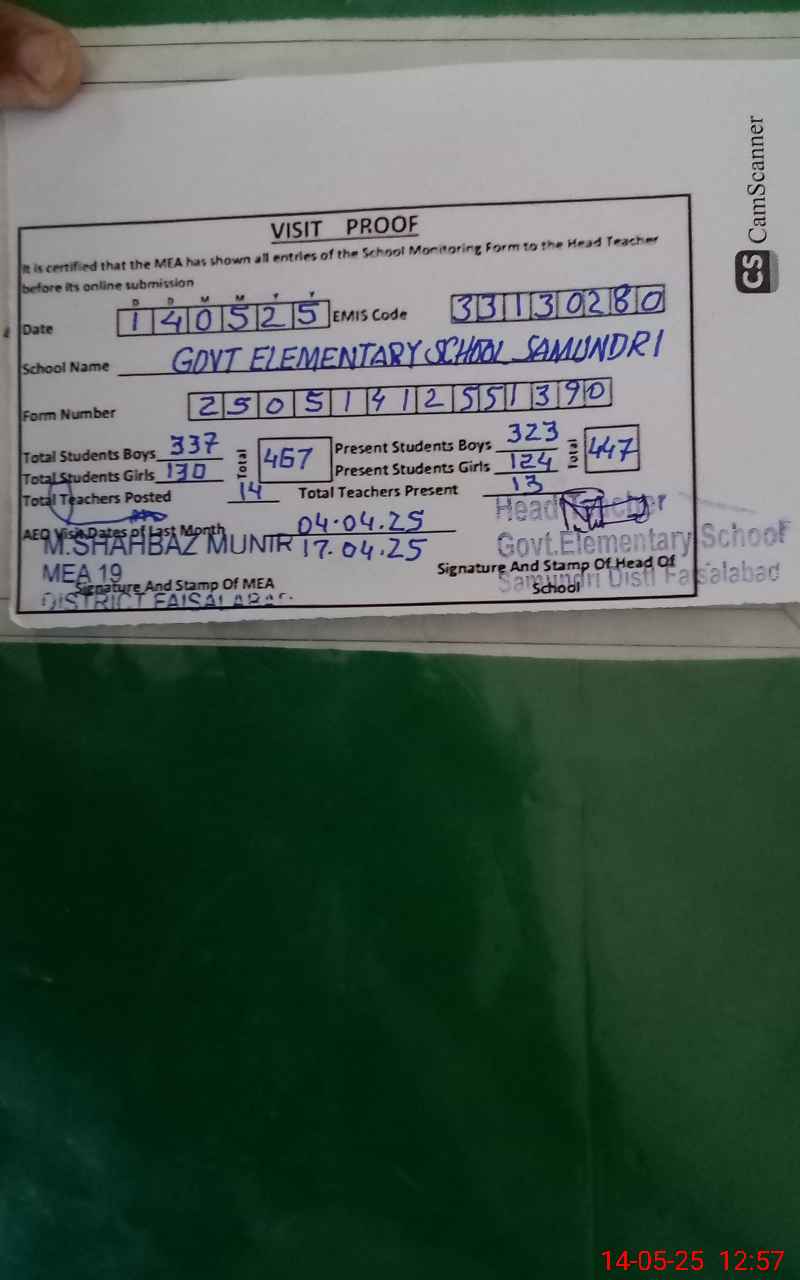 VISIT PROOF
It is certified that the MEA has shown all entries of the School Monitoring Form to the Head Teacher
before its online submission
D D M M Y Y
Date 1 4 0 5 2 5 EMIS Code 3 3 1 3 0 2 8 0
School Name GOVT ELEMENTARY SCHOOL SAMUNDRI
Form Number 2 5 0 5 1 4 1 2 5 5 1 3 9 0
Total Students Boys 337 Total 467 Present Students Boys 323 Total 447
Total Students Girls 130 Present Students Girls 124
Total Teachers Posted 14 Total Teachers Present 13
AEO Visit Dates of Last Month 04.04.25
17.04.25
M.SHAHBAZ MUNIR
MEA 19
DISTRICT FAISALABAD.
Signature And Stamp Of MEA
Head Teacher
Govt.Elementary School
Samundri Distt Faisalabad
Signature And Stamp Of Head Of
School
CS CamScanner
14-05-25 12:57